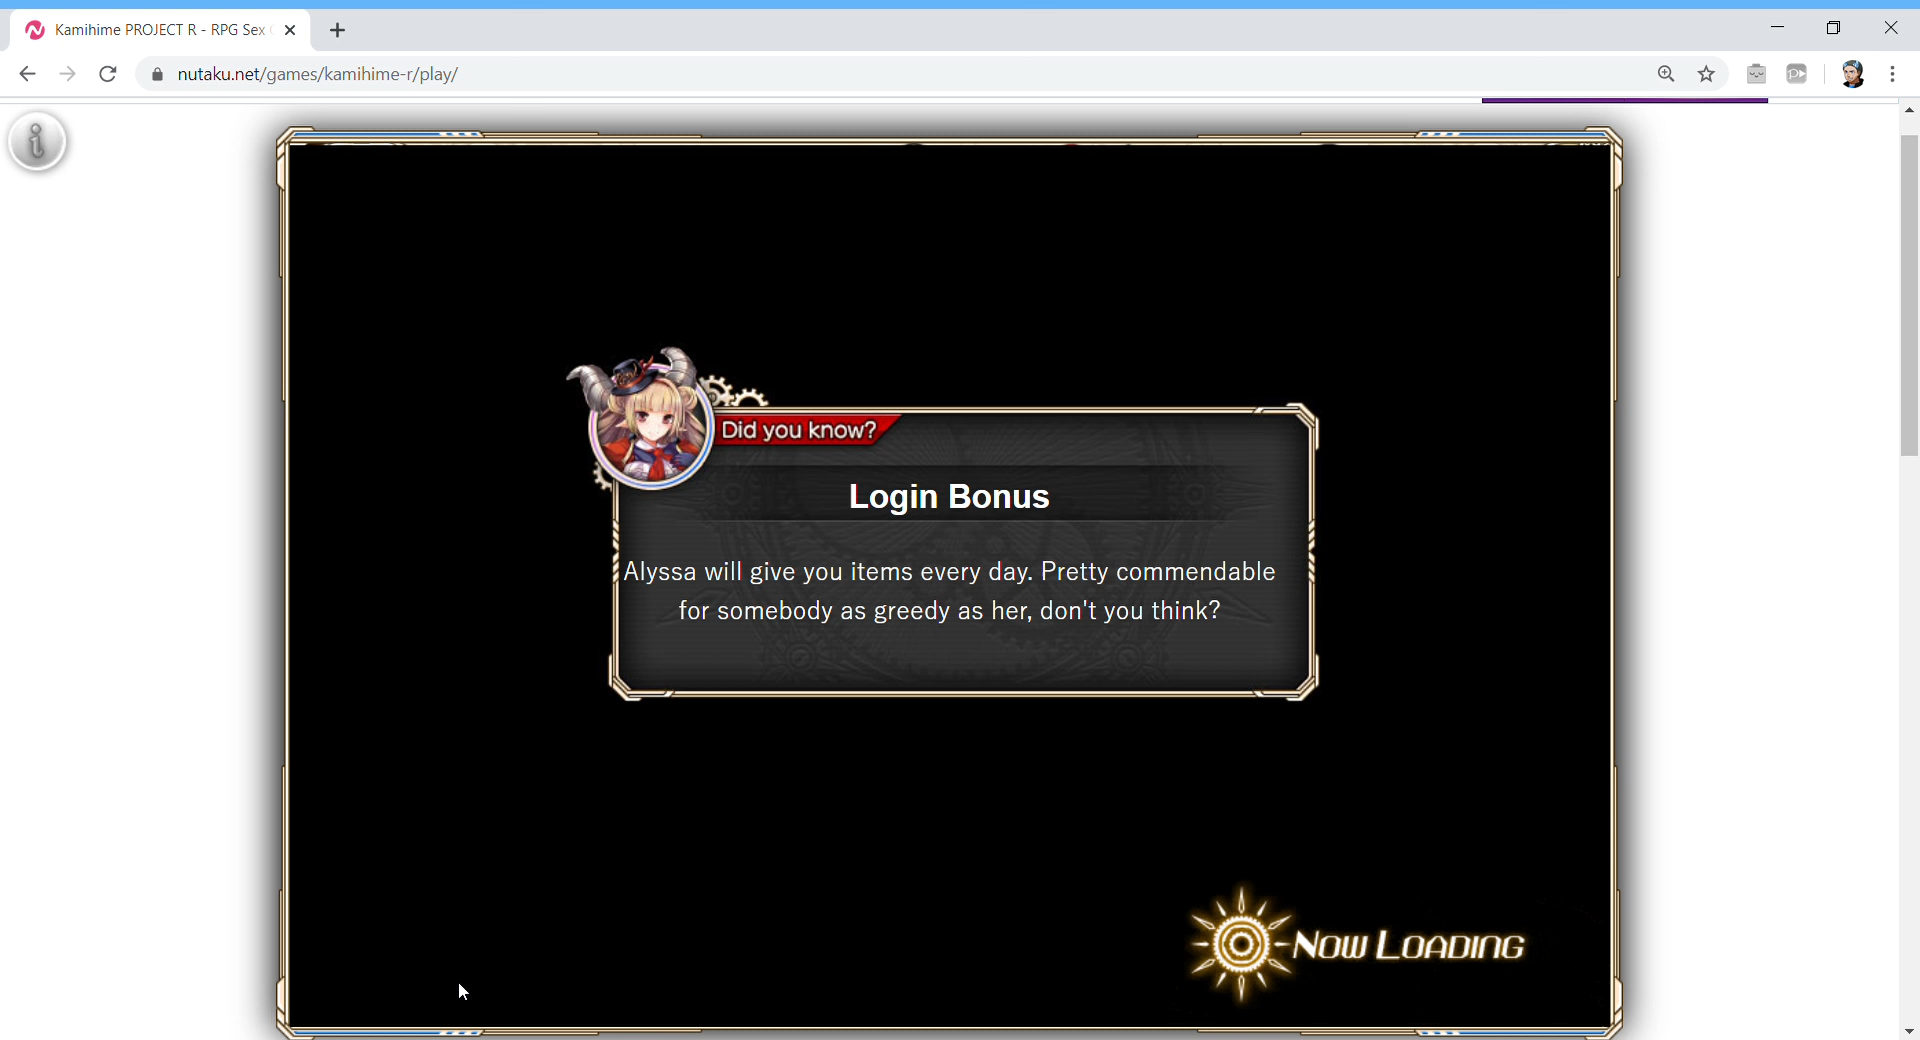 Kamihime PROJECT R - RPG Sex
nutaku.net/games/kamihime-r/play/
Did you know?
Login Bonus
Alyssa will give you items every day. Pretty commendable
for somebody as greedy as her, don't you think?
Now Loading